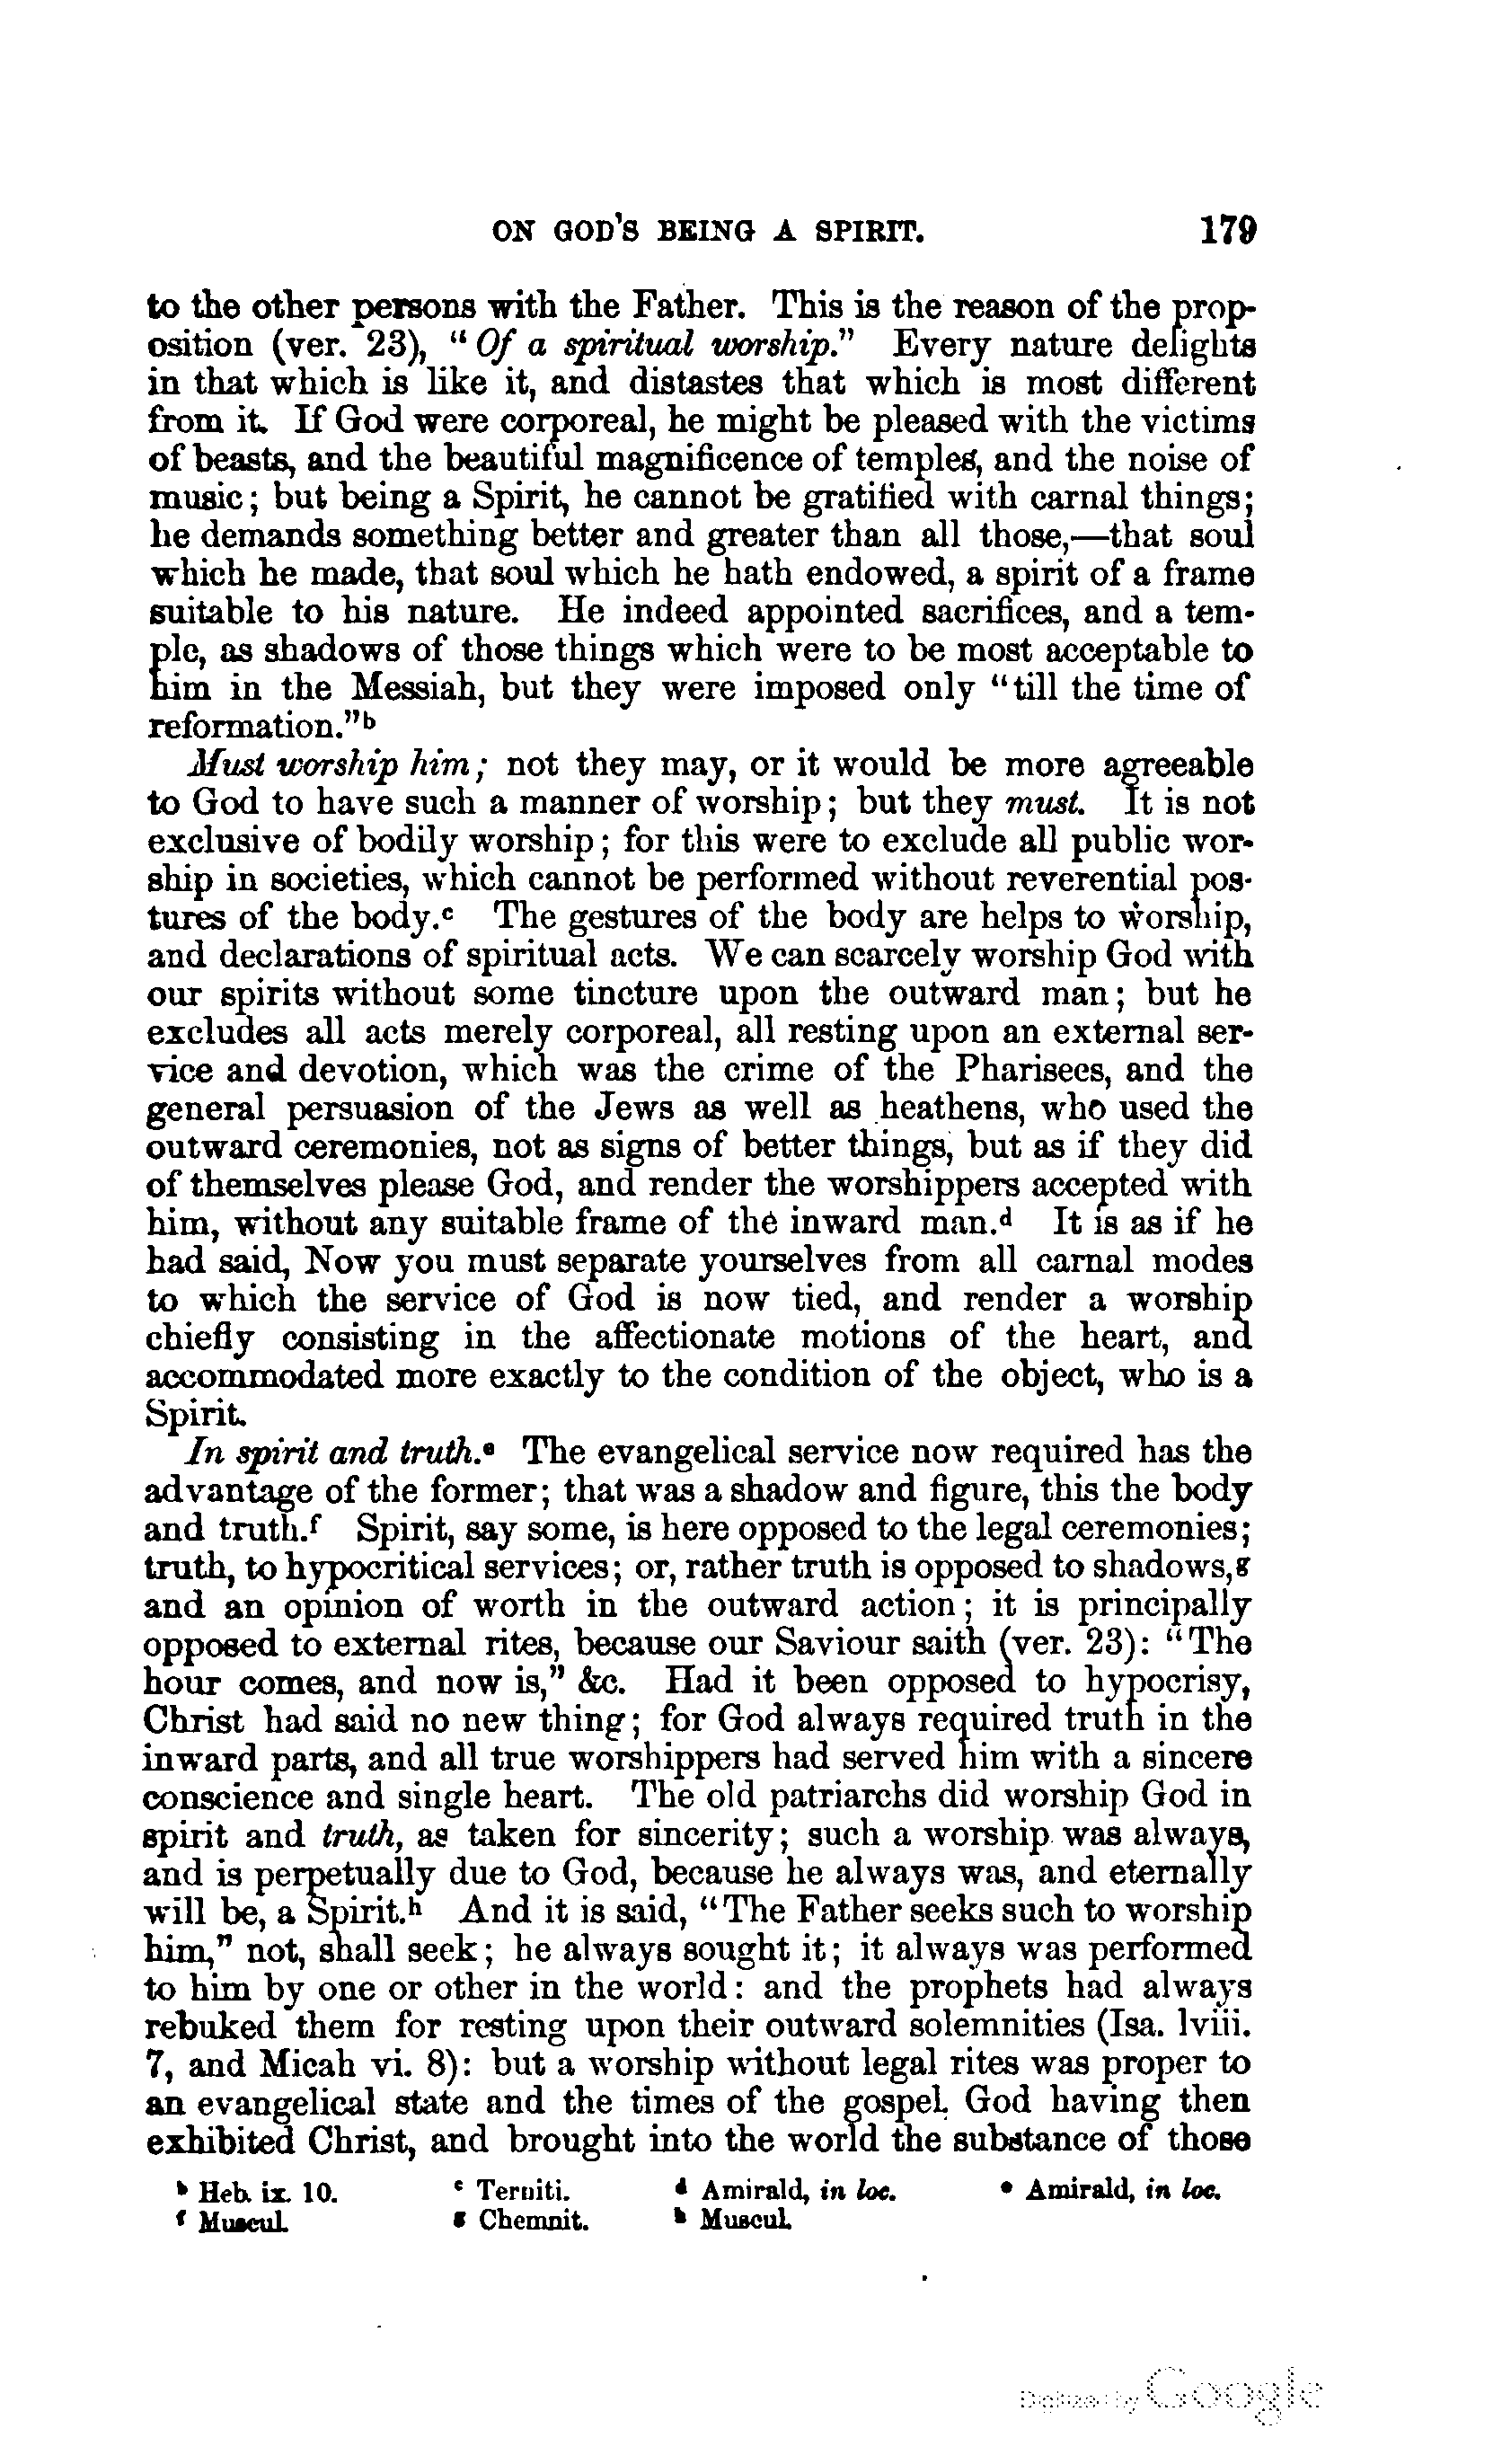 ON GOD'S BEING A SPIRIT. 179
to the other persons with the Father. This is the reason of the prop-
osition (ver. 23), "Of a spiritual worship." Every nature delights
in that which is like it, and distastes that which is most different
from it. If God were corporeal, he might be pleased with the victims
of beasts, and the beautiful magnificence of temples, and the noise of
music; but being a Spirit, he cannot be gratified with carnal things;
he demands something better and greater than all those,—that soul
which he made, that soul which he hath endowed, a spirit of a frame
suitable to his nature. He indeed appointed sacrifices, and a tem-
ple, as shadows of those things which were to be most acceptable to
him in the Messiah, but they were imposed only "till the time of
reformation."b
Must worship him; not they may, or it would be more agreeable
to God to have such a manner of worship; but they must. It is not
exclusive of bodily worship; for this were to exclude all public wor-
ship in societies, which cannot be performed without reverential pos-
tures of the body.c The gestures of the body are helps to worship,
and declarations of spiritual acts. We can scarcely worship God with
our spirits without some tincture upon the outward man; but he
excludes all acts merely corporeal, all resting upon an external ser-
vice and devotion, which was the crime of the Pharisees, and the
general persuasion of the Jews as well as heathens, who used the
outward ceremonies, not as signs of better things, but as if they did
of themselves please God, and render the worshippers accepted with
him, without any suitable frame of the inward man.d It is as if he
had said, Now you must separate yourselves from all carnal modes
to which the service of God is now tied, and render a worship
chiefly consisting in the affectionate motions of the heart, and
accommodated more exactly to the condition of the object, who is a
Spirit.
In spirit and truth.e The evangelical service now required has the
advantage of the former; that was a shadow and figure, this the body
and truth.f Spirit, say some, is here opposed to the legal ceremonies;
truth, to hypocritical services; or, rather truth is opposed to shadows,g
and an opinion of worth in the outward action; it is principally
opposed to external rites, because our Saviour saith (ver. 23): "The
hour comes, and now is," &c. Had it been opposed to hypocrisy,
Christ had said no new thing; for God always required truth in the
inward parts, and all true worshippers had served him with a sincere
conscience and single heart. The old patriarchs did worship God in
spirit and truth, as taken for sincerity; such a worship was always,
and is perpetually due to God, because he always was, and eternally
will be, a Spirit.h And it is said, "The Father seeks such to worship
him," not, shall seek; he always sought it; it always was performed
to him by one or other in the world: and the prophets had always
rebuked them for resting upon their outward solemnities (Isa. lviii.
7, and Micah vi. 8): but a worship without legal rites was proper to
an evangelical state and the times of the gospel, God having then
exhibited Christ, and brought into the world the substance of those
b Heb. ix. 10. c Terniti. d Amirald, in loc. e Amirald, in loc.
f Muscul. g Chemnit. h Muscul.
Digitized by Google